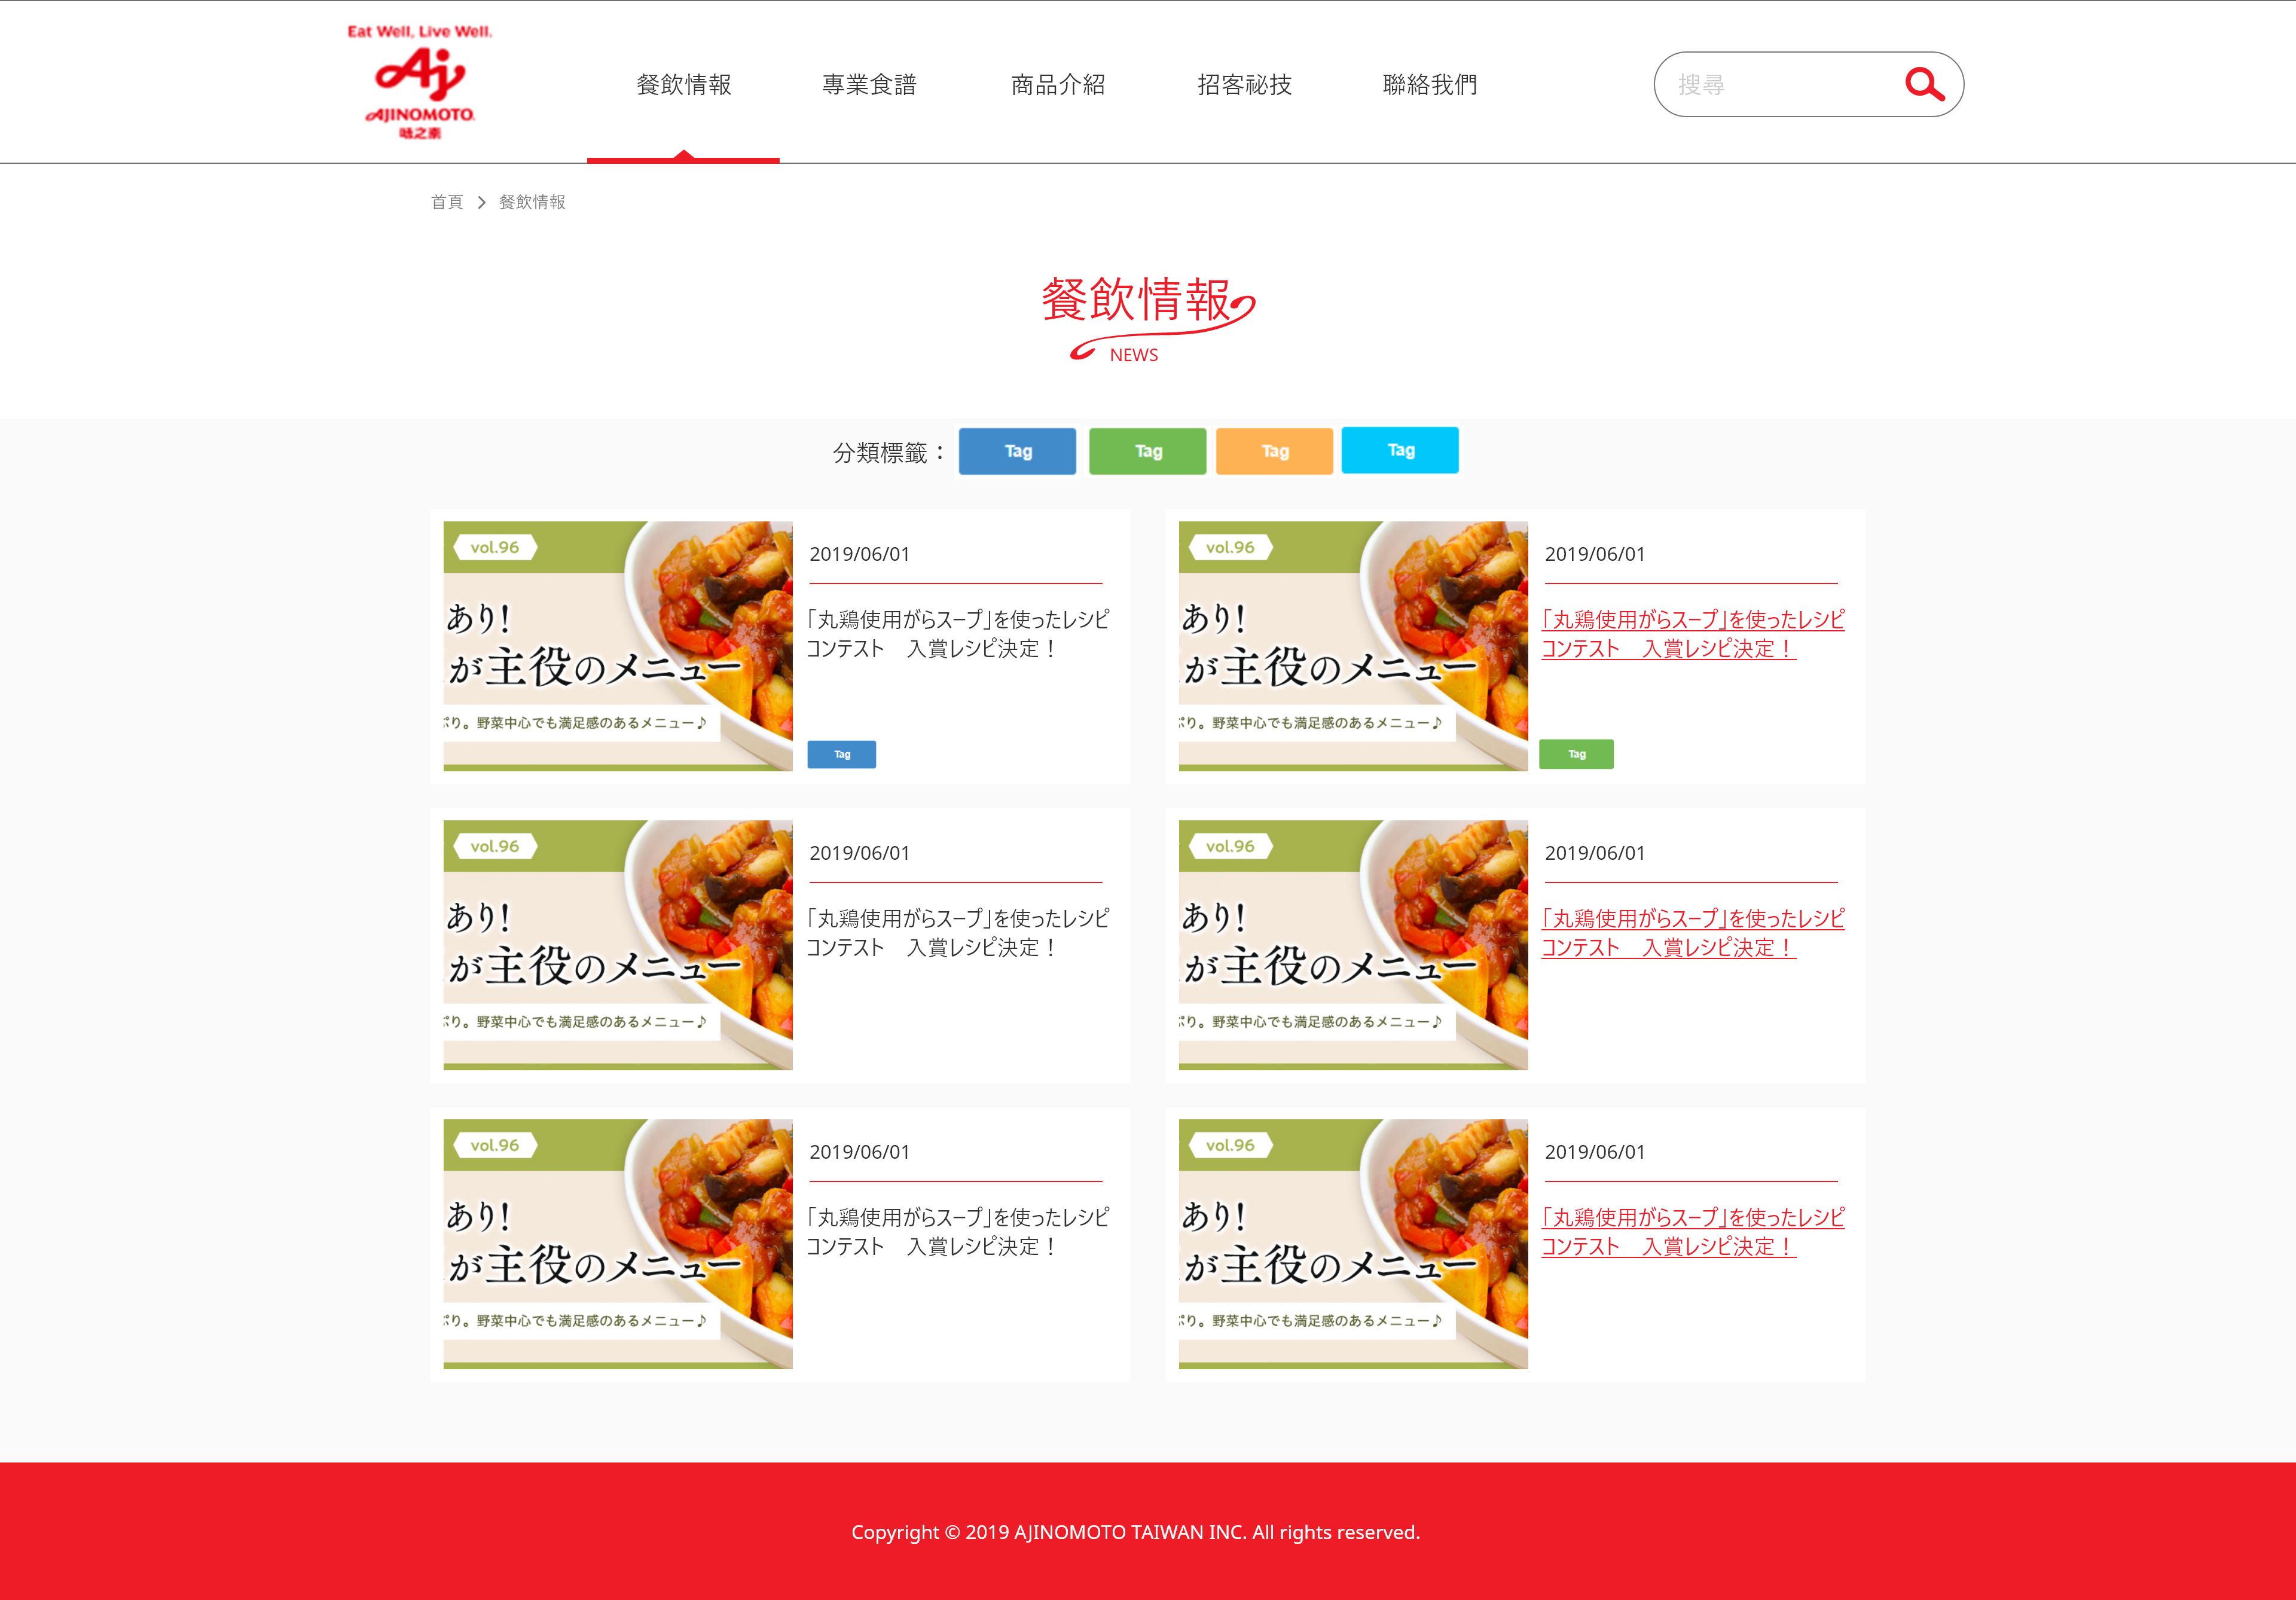 Eat Well, Live Well.
AJINOMOTO.
味之素
餐飲情報
專業食譜
商品介紹
招客祕技
聯絡我們
搜尋
首頁 > 餐飲情報
餐飲情報
NEWS
分類標籤：
Tag
Tag
Tag
Tag
vol.96
あり!
が主役のメニュー
ぷり。野菜中心でも満足感のあるメニュー♪
2019/06/01
「丸鶏使用がらスープ」を使ったレシピ
コンテスト　入賞レシピ決定！
Tag
vol.96
あり!
が主役のメニュー
ぷり。野菜中心でも満足感のあるメニュー♪
2019/06/01
「丸鶏使用がらスープ」を使ったレシピ
コンテスト　入賞レシピ決定！
Tag
vol.96
あり!
が主役のメニュー
ぷり。野菜中心でも満足感のあるメニュー♪
2019/06/01
「丸鶏使用がらスープ」を使ったレシピ
コンテスト　入賞レシピ決定！
vol.96
あり!
が主役のメニュー
ぷり。野菜中心でも満足感のあるメニュー♪
2019/06/01
「丸鶏使用がらスープ」を使ったレシピ
コンテスト　入賞レシピ決定！
vol.96
あり!
が主役のメニュー
ぷり。野菜中心でも満足感のあるメニュー♪
2019/06/01
「丸鶏使用がらスープ」を使ったレシピ
コンテスト　入賞レシピ決定！
vol.96
あり!
が主役のメニュー
ぷり。野菜中心でも満足感のあるメニュー♪
2019/06/01
「丸鶏使用がらスープ」を使ったレシピ
コンテスト　入賞レシピ決定！
Copyright © 2019 AJINOMOTO TAIWAN INC. All rights reserved.